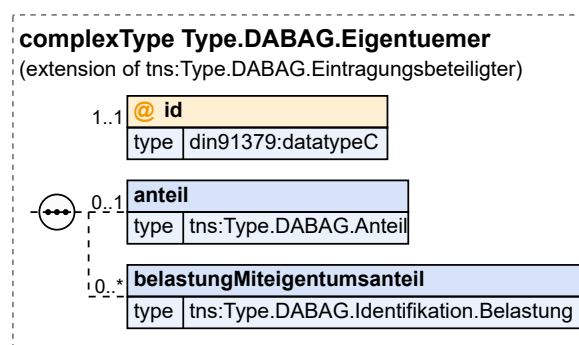 complexType Type.DABAG.Eigentuemer
(extension of tns:Type.DABAG.Eintragungsbeteiligter)
1..1 @ id
type din91379:datatypeC
0..1 anteil
type tns:Type.DABAG.Anteil
0..* belastungMiteigentumsanteil
type tns:Type.DABAG.Identifikation.Belastung